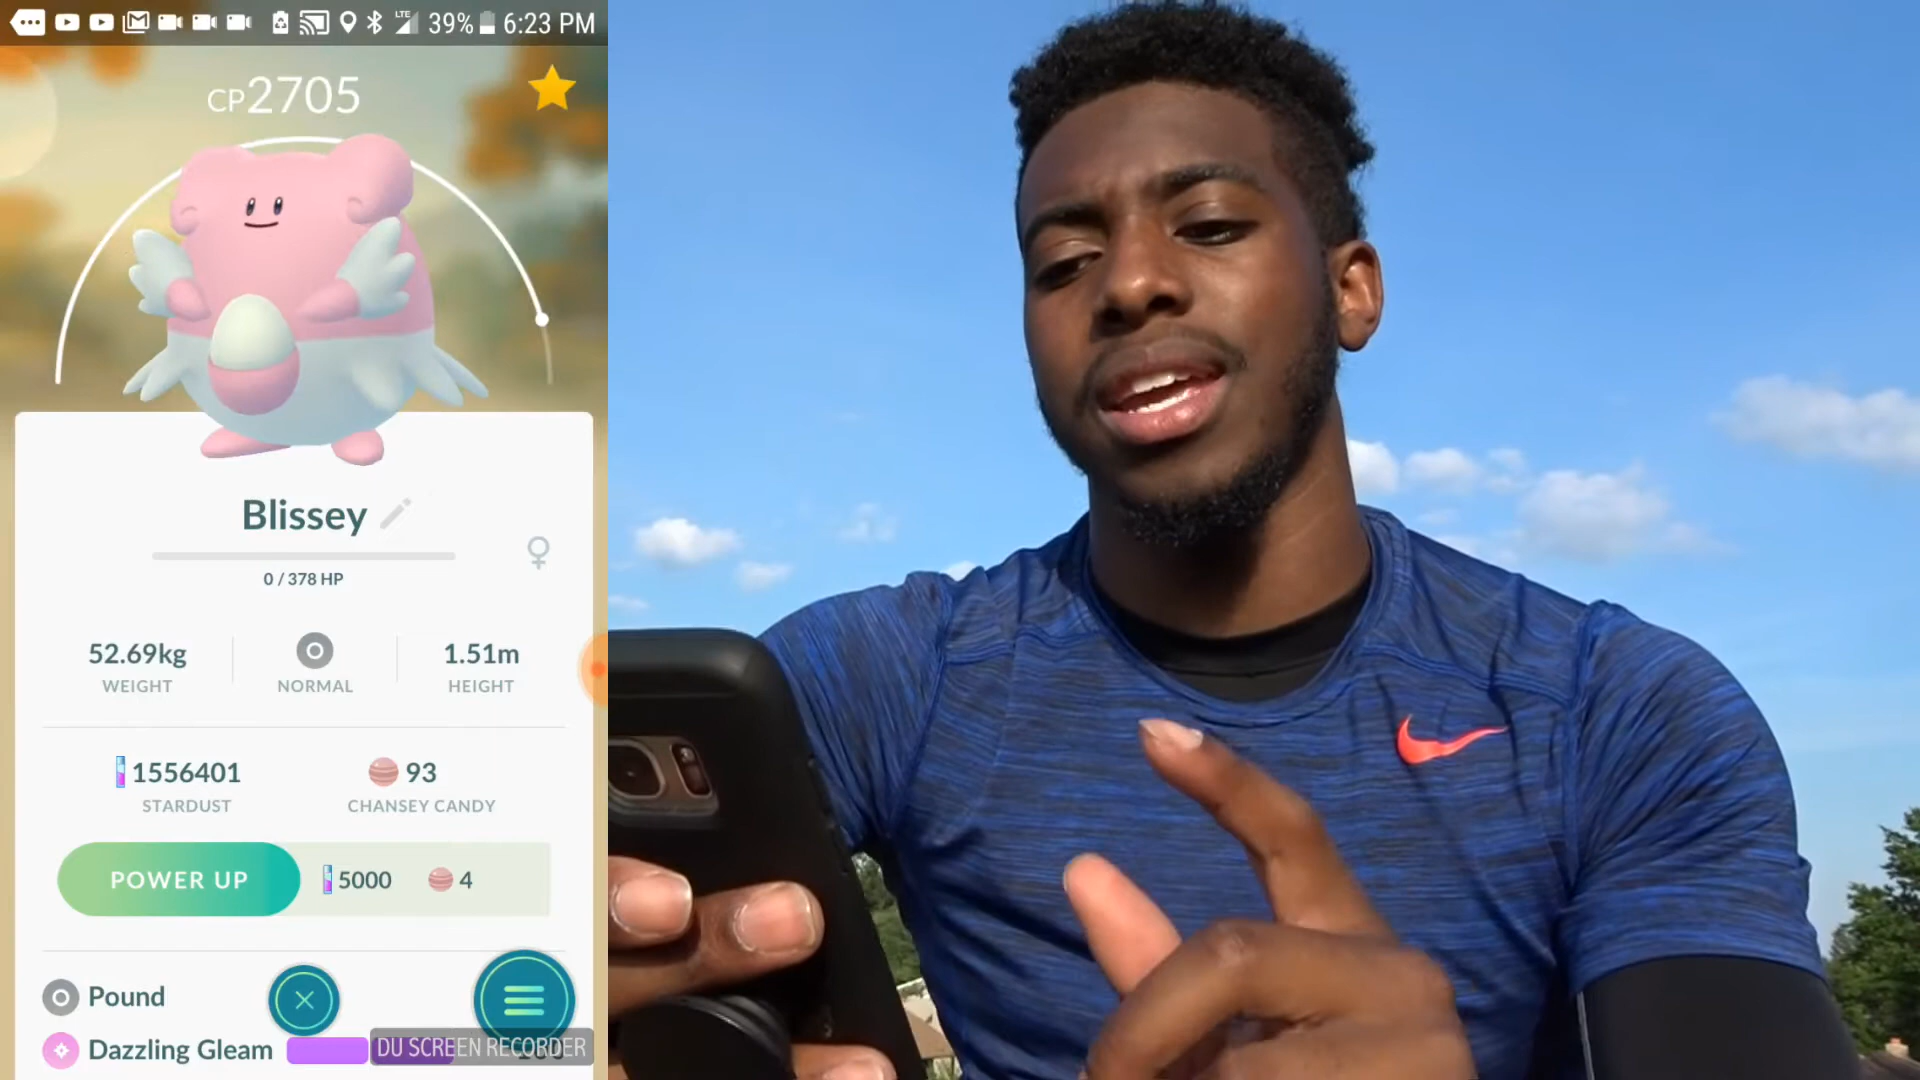 LTE 39% 6:23 PM
CP2705
Blissey
0 / 378 HP
52.69kg
WEIGHT
NORMAL
1.51m
HEIGHT
1556401
STARDUST
93
CHANSEY CANDY
POWER UP 5000 4
Pound
Dazzling Gleam
DU SCREEN RECORDER